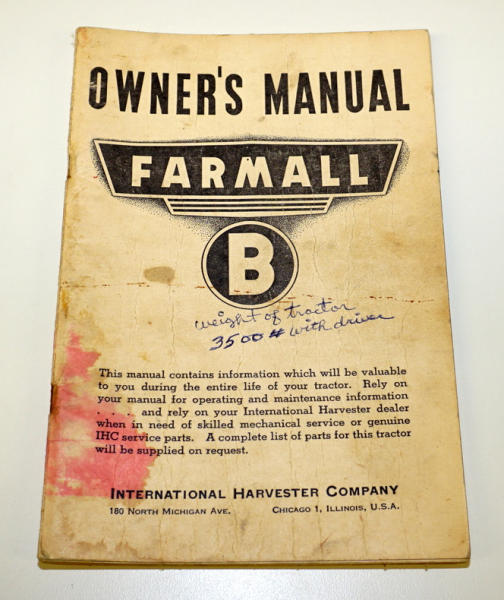 OWNER'S MANUAL
FARMALL
B
weight of tractor
3500# with driver
This manual contains information which will be valuable
to you during the entire life of your tractor. Rely on
your manual for operating and maintenance information
. . . . and rely on your International Harvester dealer
when in need of skilled mechanical service or genuine
IHC service parts. A complete list of parts for this tractor
will be supplied on request.
INTERNATIONAL HARVESTER COMPANY
180 NORTH MICHIGAN AVE. CHICAGO 1, ILLINOIS, U.S.A.